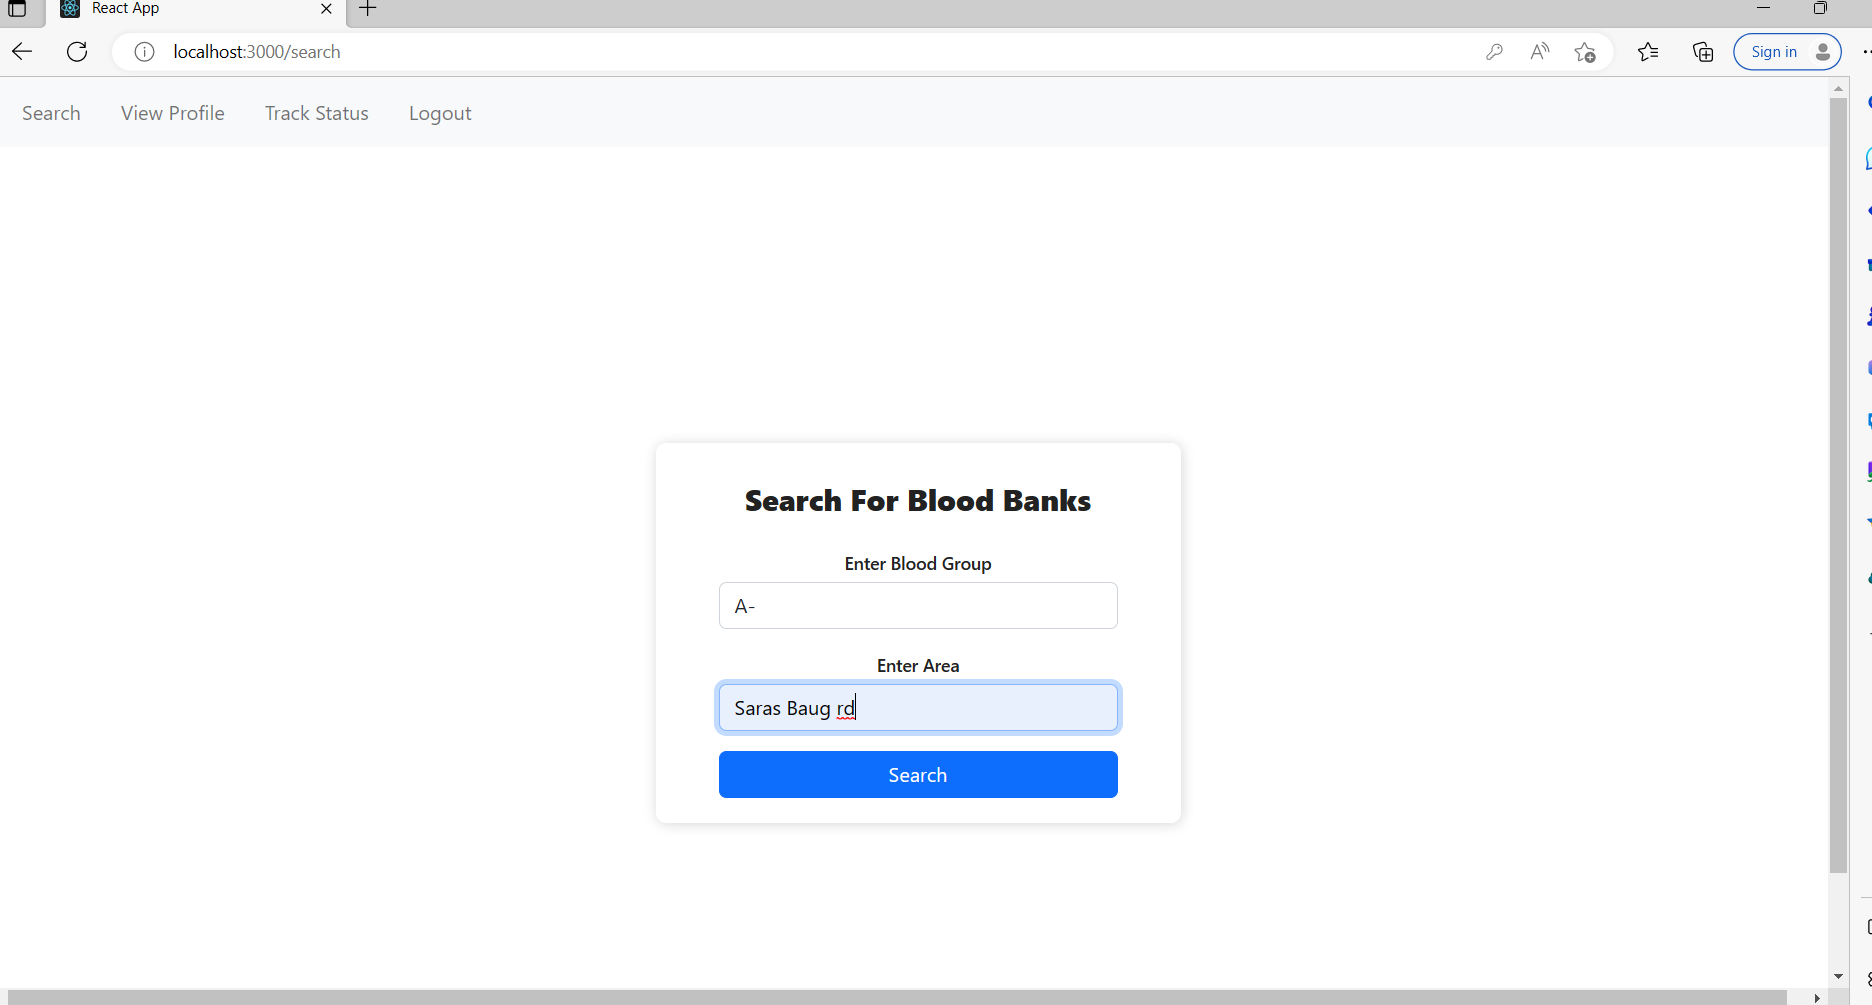 React App
localhost:3000/search
Sign in
Search View Profile Track Status Logout
Search For Blood Banks
Enter Blood Group
A-
Enter Area
Saras Baug rd
Search